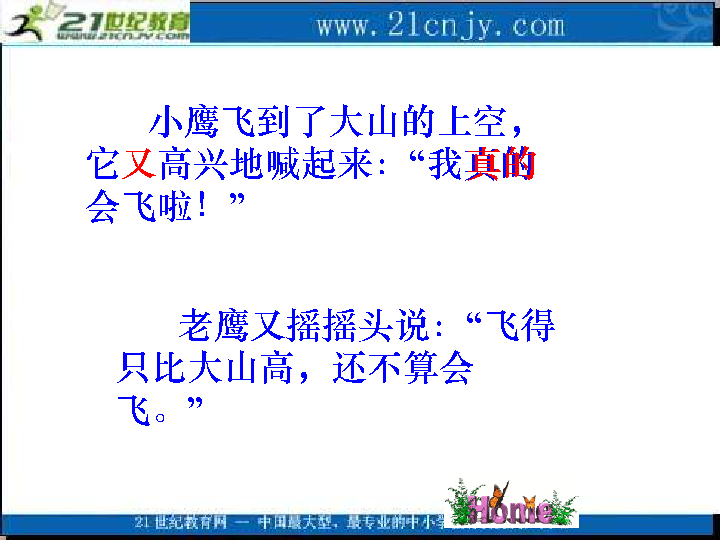 21世纪教育
WWW.21CNJY.COM
www.21cnjy.com
小鹰飞到了大山的上空，
它又高兴地喊起来：“我真的
会飞啦！”
老鹰又摇摇头说：“飞得
只比大山高，还不算会
飞。”
Home
21世纪教育网 -- 中国最大型、最专业的中小学